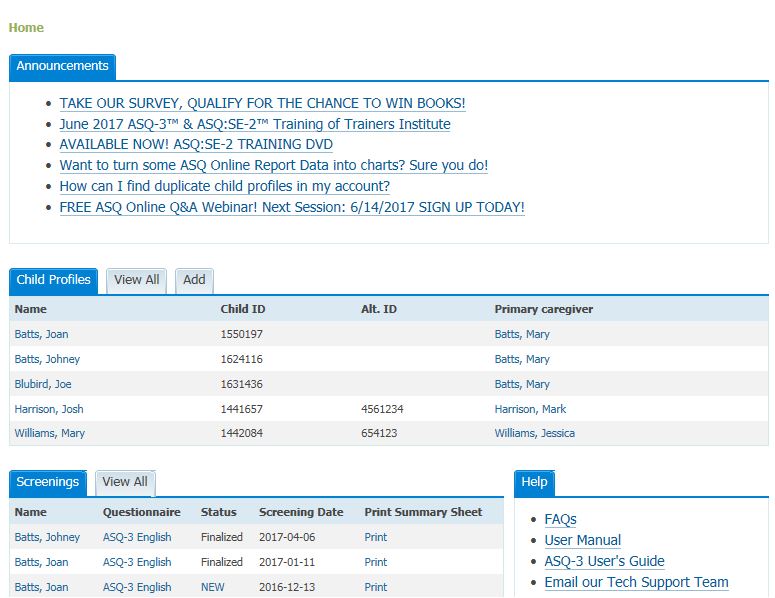 Home
Announcements
TAKE OUR SURVEY, QUALIFY FOR THE CHANCE TO WIN BOOKS!
June 2017 ASQ-3™ & ASQ:SE-2™ Training of Trainers Institute
AVAILABLE NOW! ASQ:SE-2 TRAINING DVD
Want to turn some ASQ Online Report Data into charts? Sure you do!
How can I find duplicate child profiles in my account?
FREE ASQ Online Q&A Webinar! Next Session: 6/14/2017 SIGN UP TODAY!
Child Profiles View All Add
Name Child ID Alt. ID Primary caregiver
Batts, Joan 1550197 Batts, Mary
Batts, Johney 1624116 Batts, Mary
Blubird, Joe 1631436 Batts, Mary
Harrison, Josh 1441657 4561234 Harrison, Mark
Williams, Mary 1442084 654123 Williams, Jessica
Screenings View All
Name Questionnaire Status Screening Date Print Summary Sheet
Batts, Johney ASQ-3 English Finalized 2017-04-06 Print
Batts, Joan ASQ-3 English Finalized 2017-01-11 Print
Batts, Joan ASQ-3 English NEW 2016-12-13 Print
Help
FAQs
User Manual
ASQ-3 User's Guide
Email our Tech Support Team